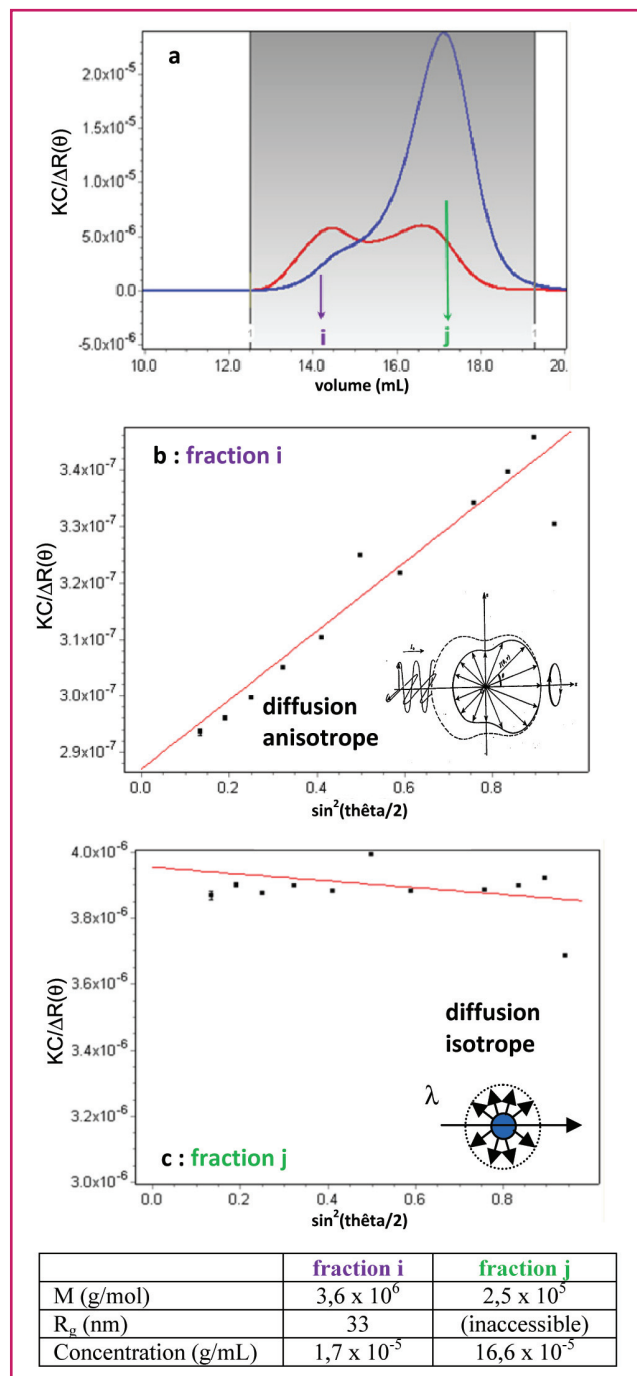 a
KC/ΔR(θ)
2.0x10⁻⁵
1.5x10⁻⁵
1.0x10⁻⁵
5.0x10⁻⁶
0.0
-5.0x10⁻⁶
i
j
1
1
10.0 12.0 14.0 16.0 18.0 20.
volume (mL)
b : fraction i
KC/ΔR(θ)
3.4x10⁻⁷
3.3x10⁻⁷
3.2x10⁻⁷
3.1x10⁻⁷
3.0x10⁻⁷
2.9x10⁻⁷
diffusion
anisotrope
0.0 0.2 0.4 0.6 0.8
sin²(thêta/2)
KC/ΔR(θ)
4.0x10⁻⁶
3.8x10⁻⁶
3.6x10⁻⁶
3.4x10⁻⁶
3.2x10⁻⁶
3.0x10⁻⁶
diffusion
isotrope
λ
c : fraction j
0.0 0.2 0.4 0.6 0.8
sin²(thêta/2)
fraction i fraction j
M (g/mol) 3,6 x 10⁶ 2,5 x 10⁵
Rg (nm) 33 (inaccessible)
Concentration (g/mL) 1,7 x 10⁻⁵ 16,6 x 10⁻⁵